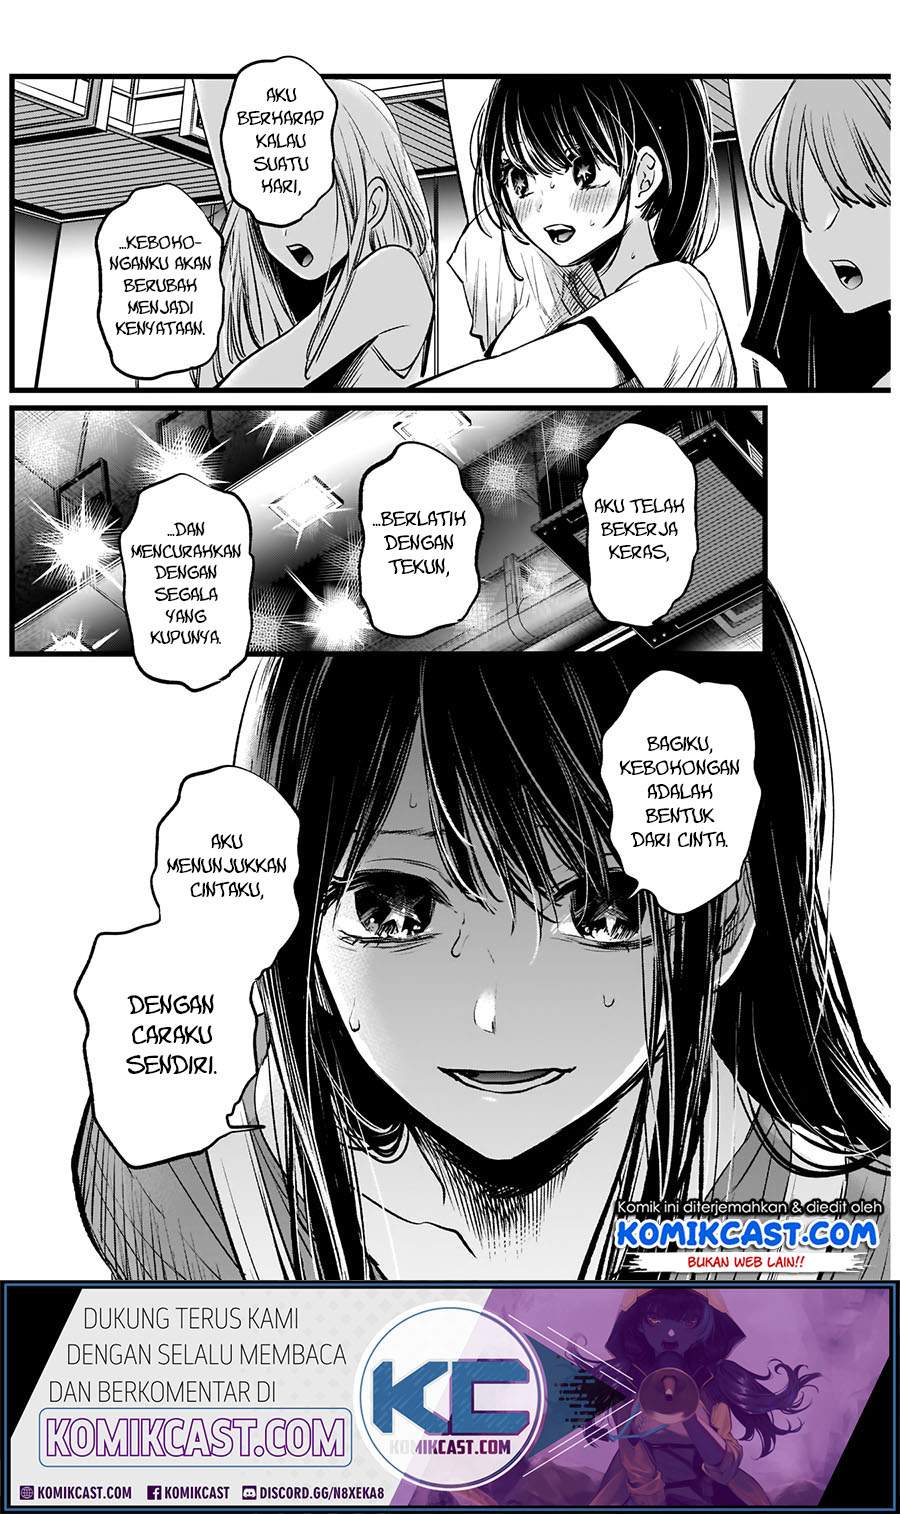 AKU
BERHARAP
KALAU
SUATU
HARI,
...KEBOHO-
NGANKU AKAN
BERUBAH
MENJADI
KENYATAAN.
AKU TELAH
BEKERJA
KERAS,
...BERLATIH
DENGAN
TEKUN,
...DAN
MENCURAHKAN
DENGAN
SEGALA
YANG
KUPUNYA.
BAGIKU,
KEBOHONGAN
ADALAH
BENTUK
DARI CINTA.
AKU
MENUNJUKKAN
CINTAKU,
DENGAN
CARAKU
SENDIRI.
Komik ini diterjemahkan & diedit oleh
KOMIKCAST.COM
BUKAN WEB LAIN!!
DUKUNG TERUS KAMI
DENGAN SELALU MEMBACA
DAN BERKOMENTAR DI
KOMIKCAST.COM
KC
KOMIKCAST.COM
KOMIKCAST.COM
KOMIKCAST
DISCORD.GG/N8XEKA8